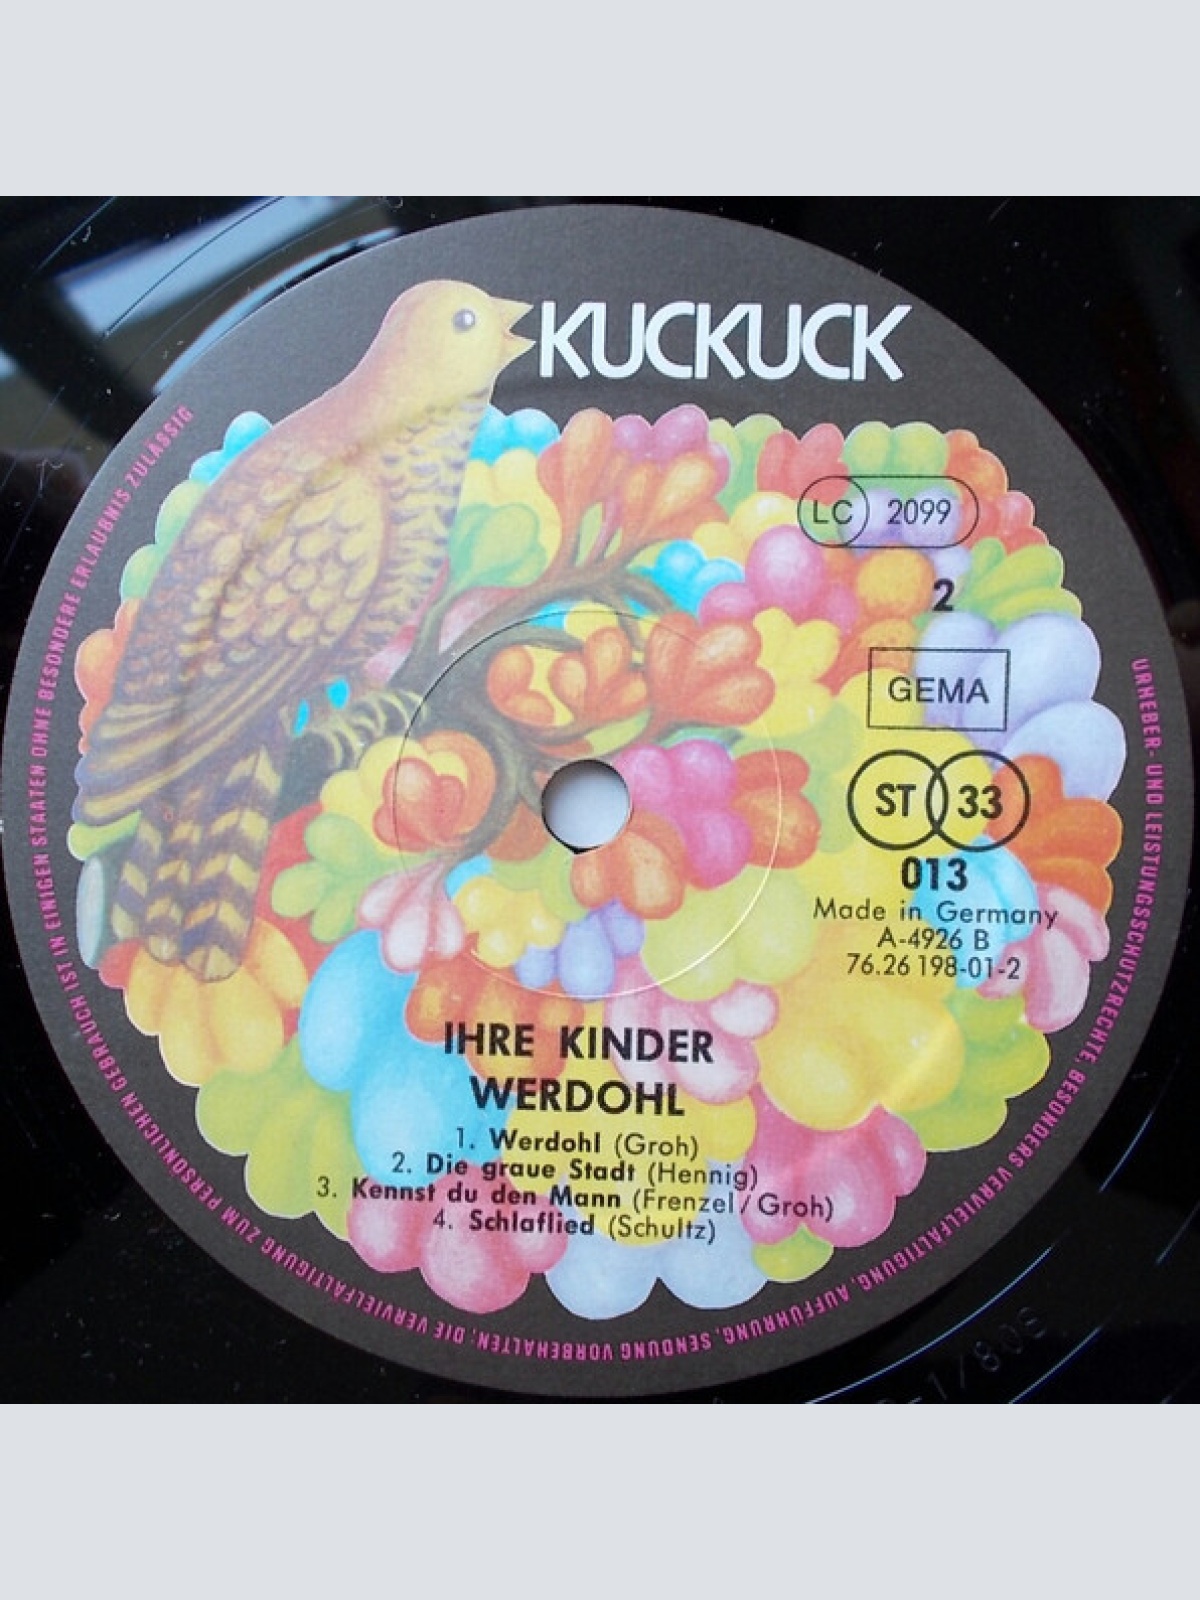 KUCKUCK
LC 2099
2
GEMA
ST 33
013
Made in Germany
A-4926 B
76.26 198-01-2
IHRE KINDER
WERDOHL
1. Werdohl (Groh)
2. Die graue Stadt (Hennig)
3. Kennst du den Mann (Frenzel/Groh)
4. Schlaflied (Schultz)
URHEBER- UND LEISTUNGSSCHUTZRECHTE, BESONDERS VERVIELFÄLTIGUNG, AUFFÜHRUNG, SENDUNG VORBEHALTEN. DIE VERVIELFÄLTIGUNG ZUM PERSÖNLICHEN GEBRAUCH IST IN EINIGEN STAATEN OHNE BESONDERE ERLAUBNIS ZULÄSSIG